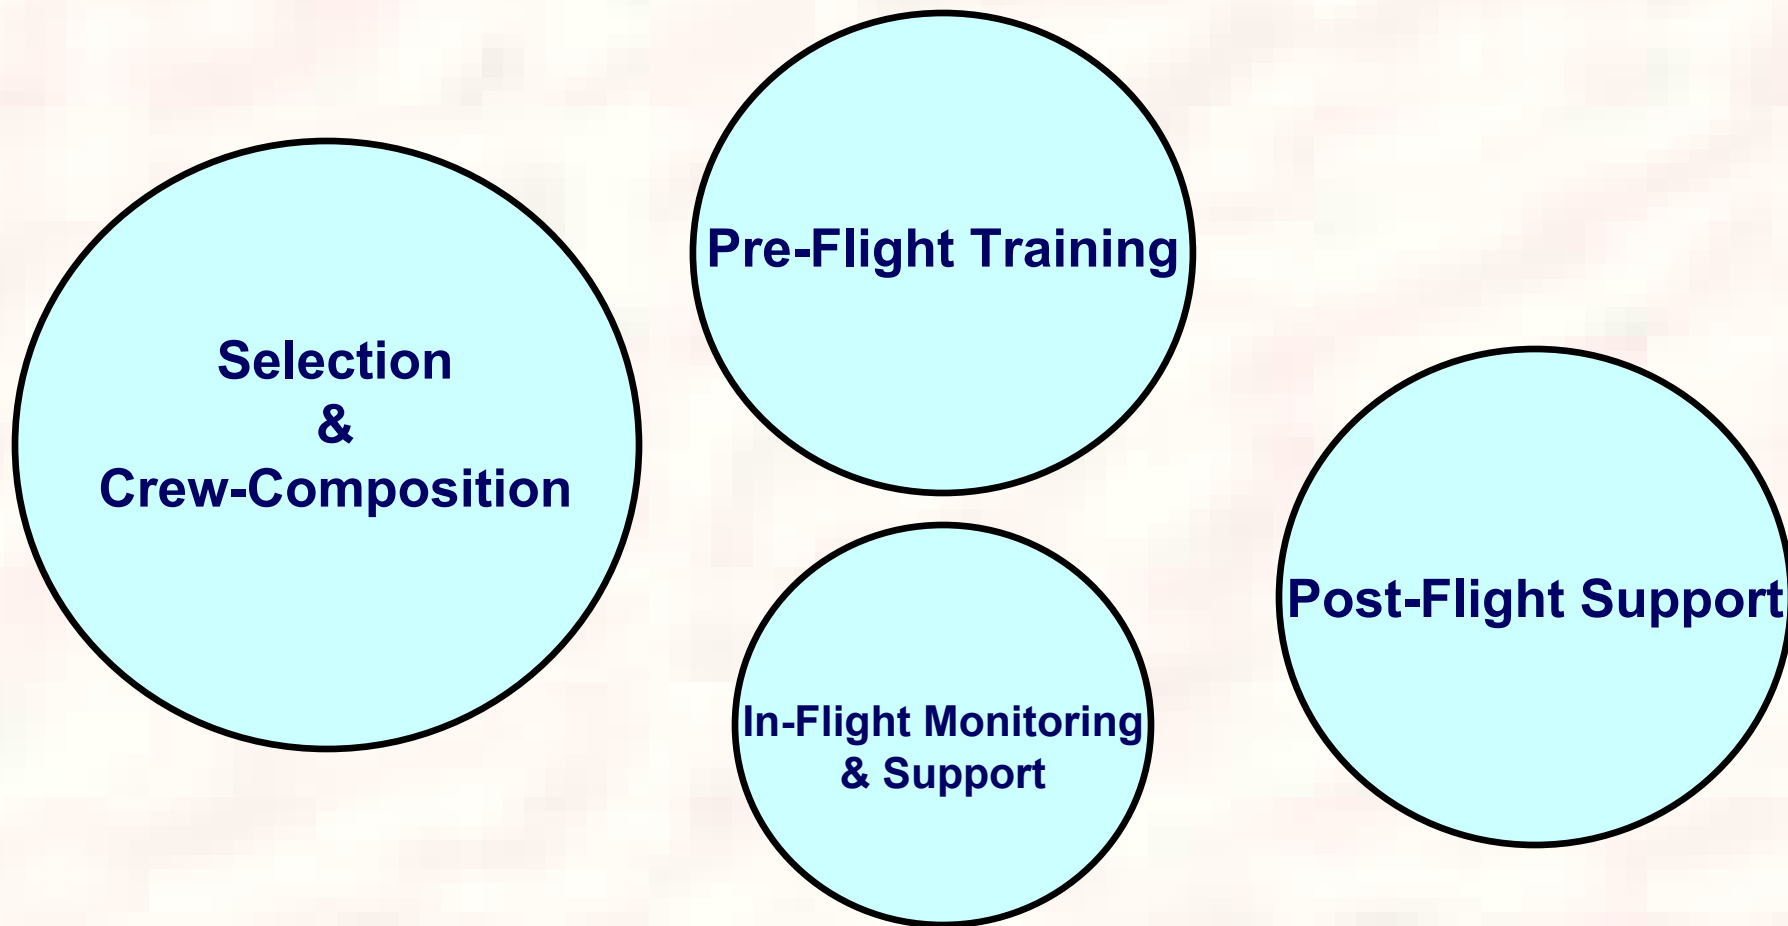 Selection
&
Crew-Composition
Pre-Flight Training
In-Flight Monitoring
& Support
Post-Flight Support